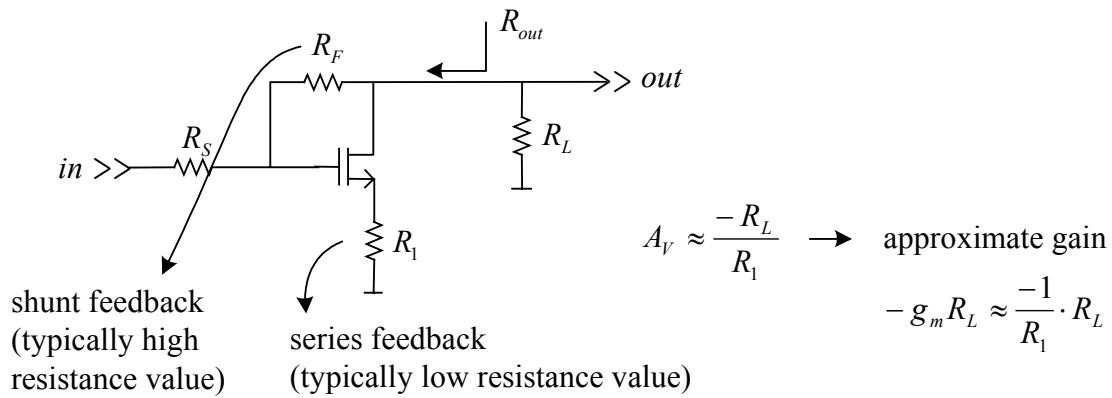 R_out
R_F
out
R_S
R_L
in
R_1
A_V ≈ -R_L / R_1 → approximate gain
-g_m R_L ≈ -1 / R_1 · R_L
shunt feedback
(typically high
resistance value)
series feedback
(typically low resistance value)